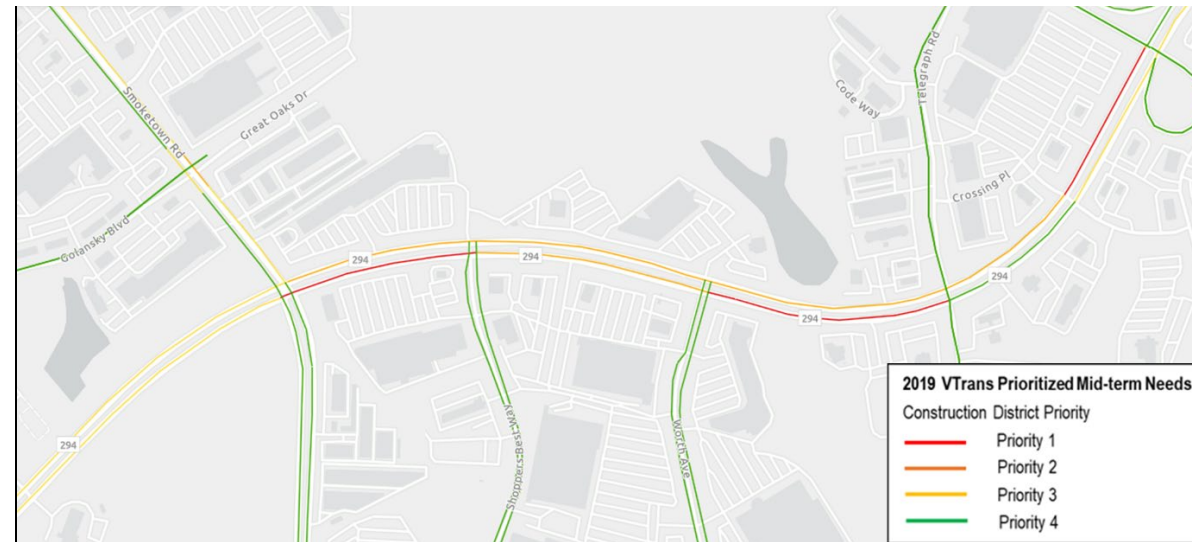 Smoketown Rd
Great Oaks Dr
Golansky Blvd
Code Way
Telegraph Rd
Crossing Pl
294
294
294
294
294
Shoppers Best Way
Worth Ave
2019 VTrans Prioritized Mid-term Needs
Construction District Priority
Priority 1
Priority 2
Priority 3
Priority 4